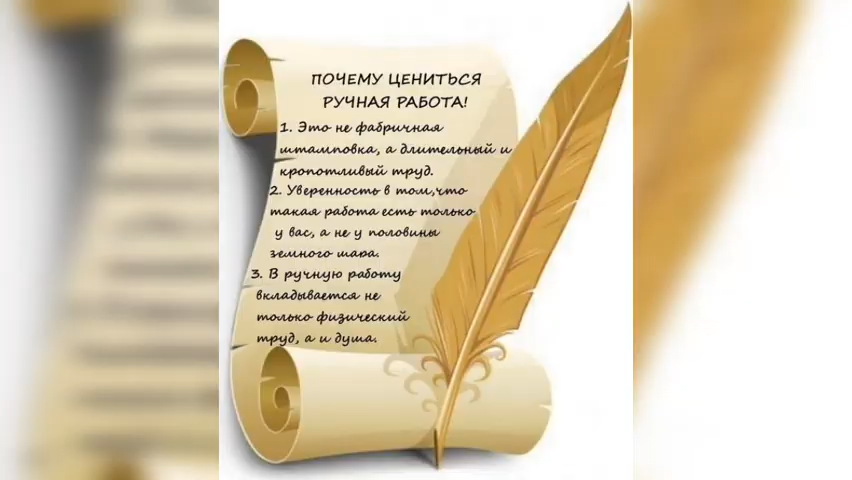 ПОЧЕМУ ЦЕНИТЬСЯ
РУЧНАЯ РАБОТА!
1. Это не фабричная
штамповка, а длительный и
кропотливый труд.
2. Уверенность в том,что
такая работа есть только
у вас, а не у половины
земного шара.
3. В ручную работу
вкладывается не
только физический
труд, а и душа.